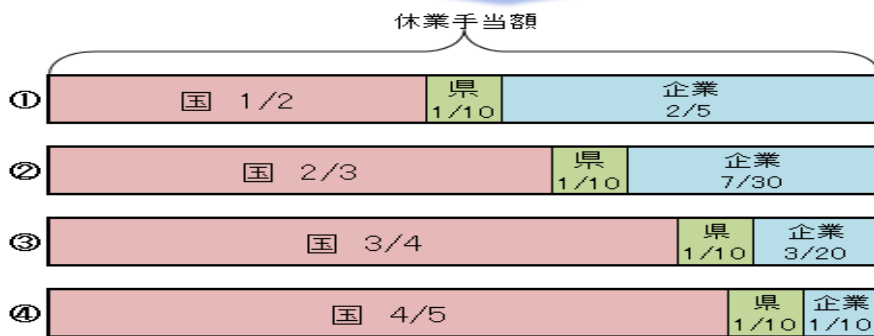 休業手当額
① 国 1/2 県 1/10 企業 2/5
② 国 2/3 県 1/10 企業 7/30
③ 国 3/4 県 1/10 企業 3/20
④ 国 4/5 県 1/10 企業 1/10